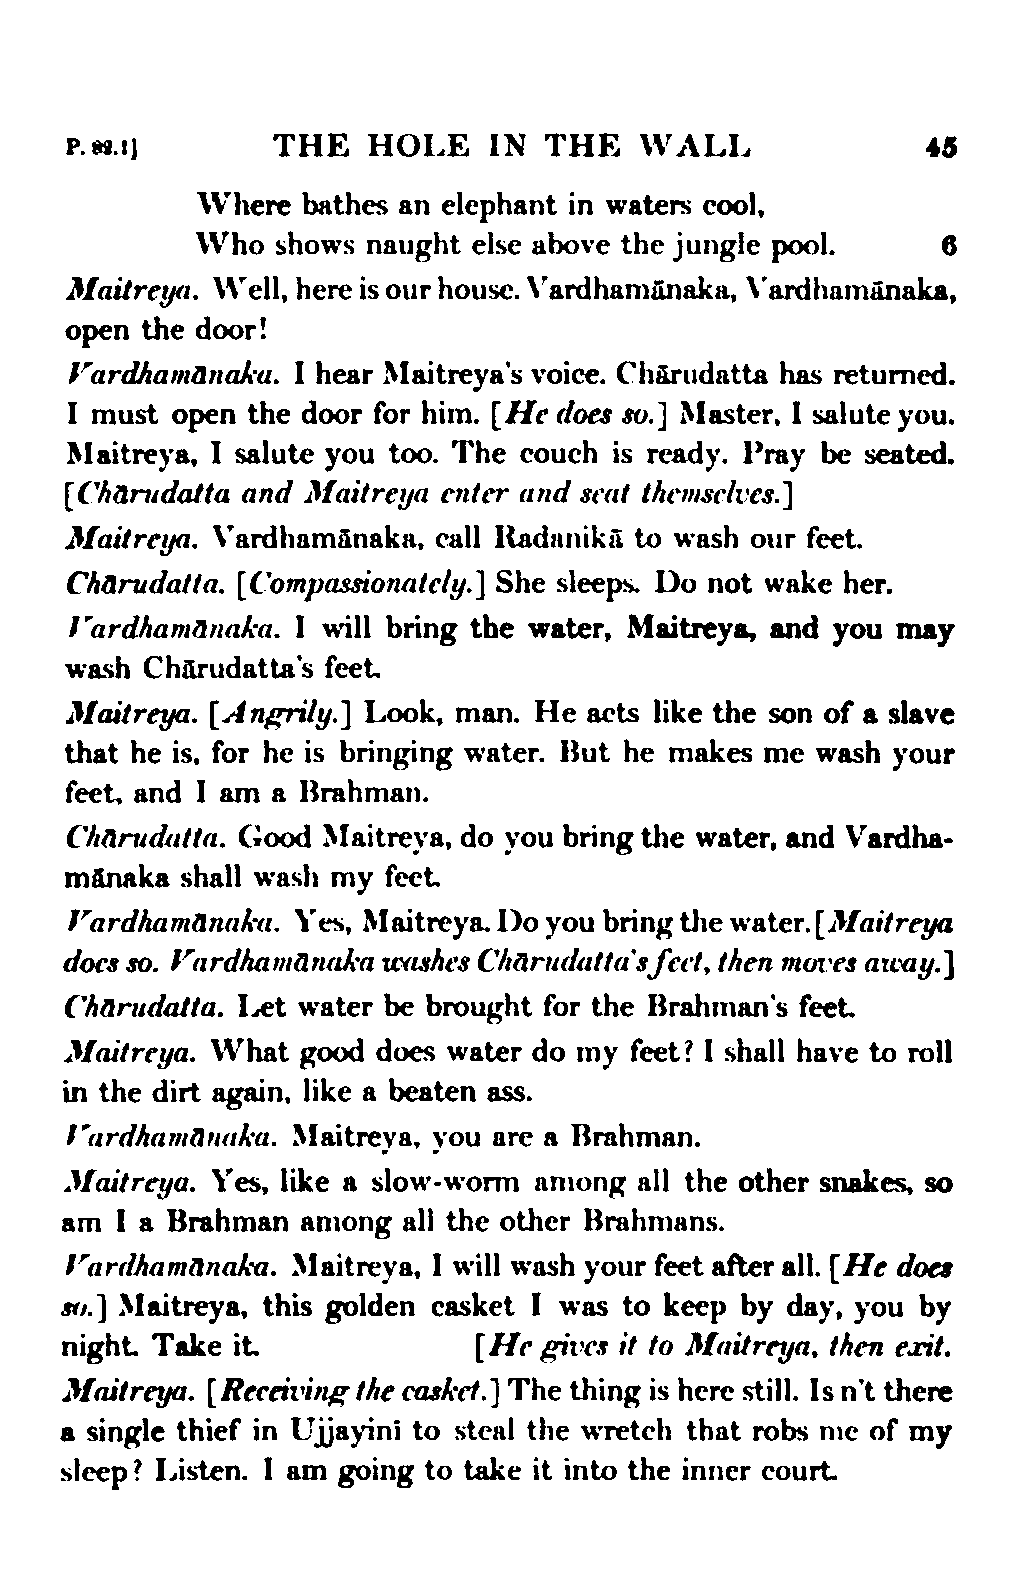 P. 82.1] THE HOLE IN THE WALL 45
Where bathes an elephant in waters cool,
Who shows naught else above the jungle pool. 6
Maitreya. Well, here is our house. Vardhamānaka, Vardhamānaka,
open the door!
Vardhamānaka. I hear Maitreya's voice. Chārudatta has returned.
I must open the door for him. [He does so.] Master, I salute you.
Maitreya, I salute you too. The couch is ready. Pray be seated.
[Chārudatta and Maitreya enter and seat themselves.]
Maitreya. Vardhamānaka, call Radanikā to wash our feet.
Chārudatta. [Compassionately.] She sleeps. Do not wake her.
Vardhamānaka. I will bring the water, Maitreya, and you may
wash Chārudatta's feet.
Maitreya. [Angrily.] Look, man. He acts like the son of a slave
that he is, for he is bringing water. But he makes me wash your
feet, and I am a Brahman.
Chārudatta. Good Maitreya, do you bring the water, and Vardha-
mānaka shall wash my feet.
Vardhamānaka. Yes, Maitreya. Do you bring the water. [Maitreya
does so. Vardhamānaka washes Chārudatta's feet, then moves away.]
Chārudatta. Let water be brought for the Brahman's feet.
Maitreya. What good does water do my feet? I shall have to roll
in the dirt again, like a beaten ass.
Vardhamānaka. Maitreya, you are a Brahman.
Maitreya. Yes, like a slow-worm among all the other snakes, so
am I a Brahman among all the other Brahmans.
Vardhamānaka. Maitreya, I will wash your feet after all. [He does
so.] Maitreya, this golden casket I was to keep by day, you by
night. Take it. [He gives it to Maitreya, then exit.
Maitreya. [Receiving the casket.] The thing is here still. Is n't there
a single thief in Ujjayini to steal the wretch that robs me of my
sleep? Listen. I am going to take it into the inner court.